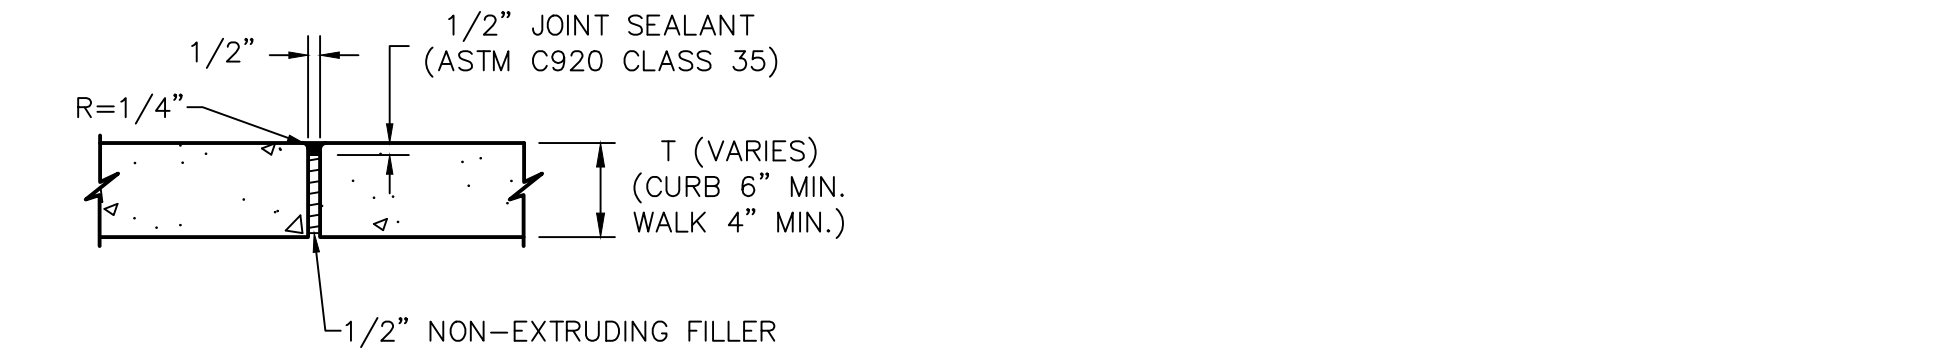 1/2” JOINT SEALANT
(ASTM C920 CLASS 35)
1/2”
R=1/4”
T (VARIES)
(CURB 6” MIN.
WALK 4” MIN.)
1/2” NON-EXTRUDING FILLER